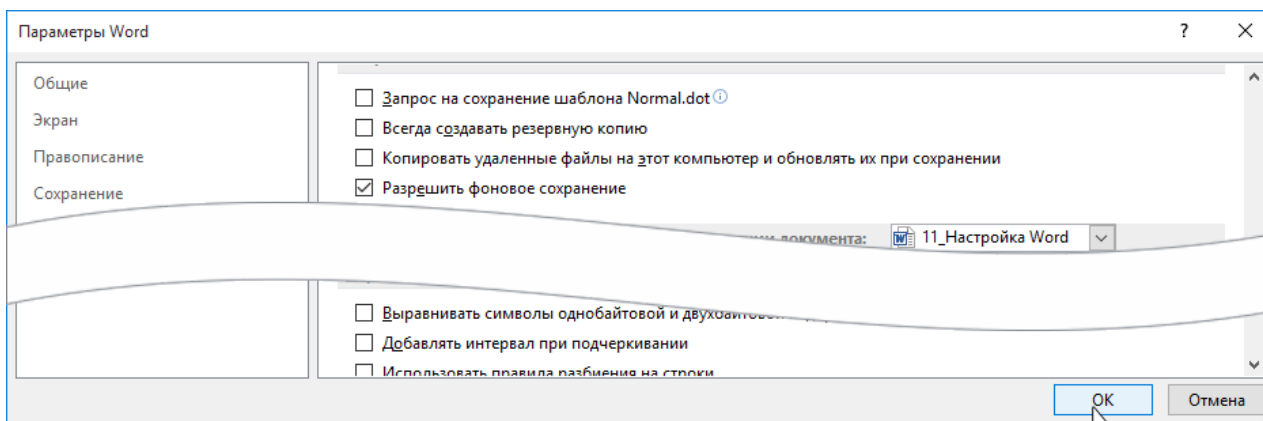 Параметры Word
?
Общие
Экран
Правописание
Сохранение
Запрос на сохранение шаблона Normal.dot
Всегда создавать резервную копию
Копировать удаленные файлы на этот компьютер и обновлять их при сохранении
Разрешить фоновое сохранение
документа: 11_Настройка Word
Выравнивать символы однобайтовой и двухбайтовой
Добавлять интервал при подчеркивании
Использовать правила разбиения на строки
ОК Отмена